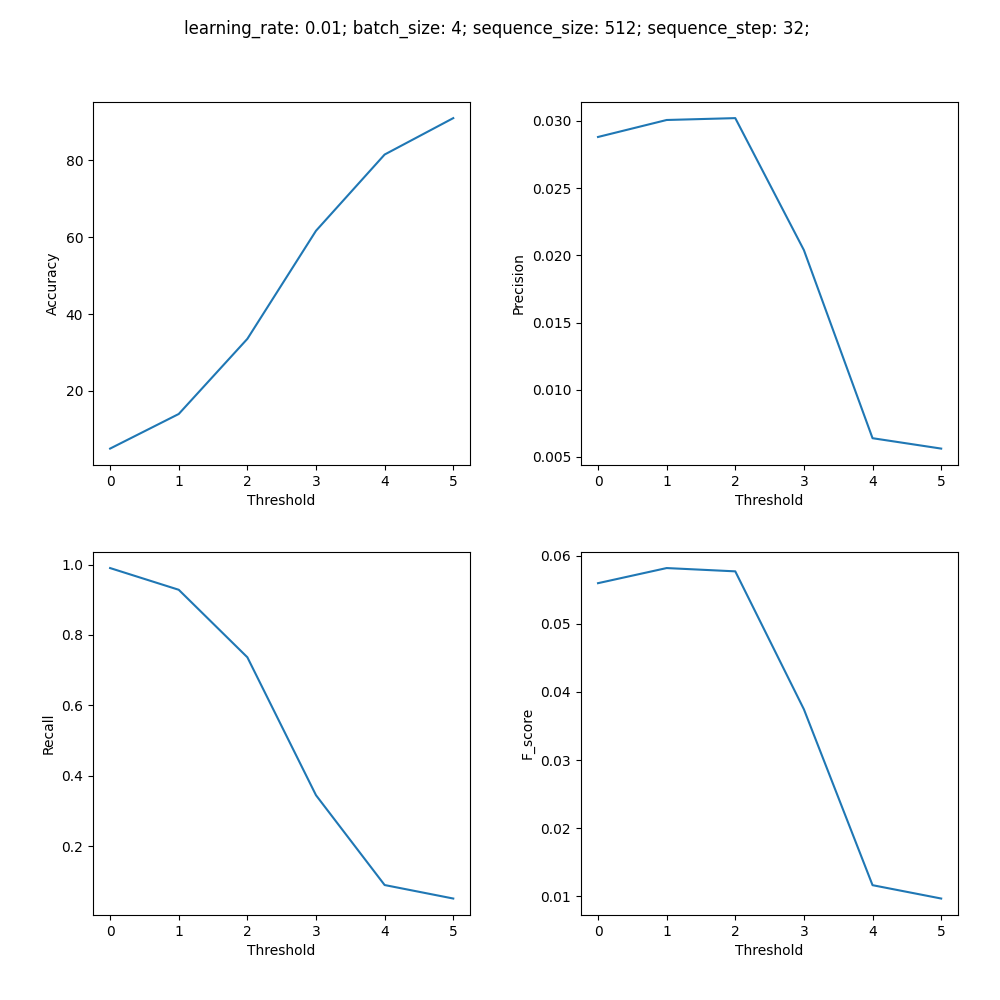 learning_rate: 0.01; batch_size: 4; sequence_size: 512; sequence_step: 32;
80
60
40
20
Accuracy
0 1 2 3 4 5
Threshold
0.030
0.025
0.020
0.015
0.010
0.005
Precision
0 1 2 3 4 5
Threshold
1.0
0.8
0.6
0.4
0.2
Recall
0 1 2 3 4 5
Threshold
0.06
0.05
0.04
0.03
0.02
0.01
F_score
0 1 2 3 4 5
Threshold